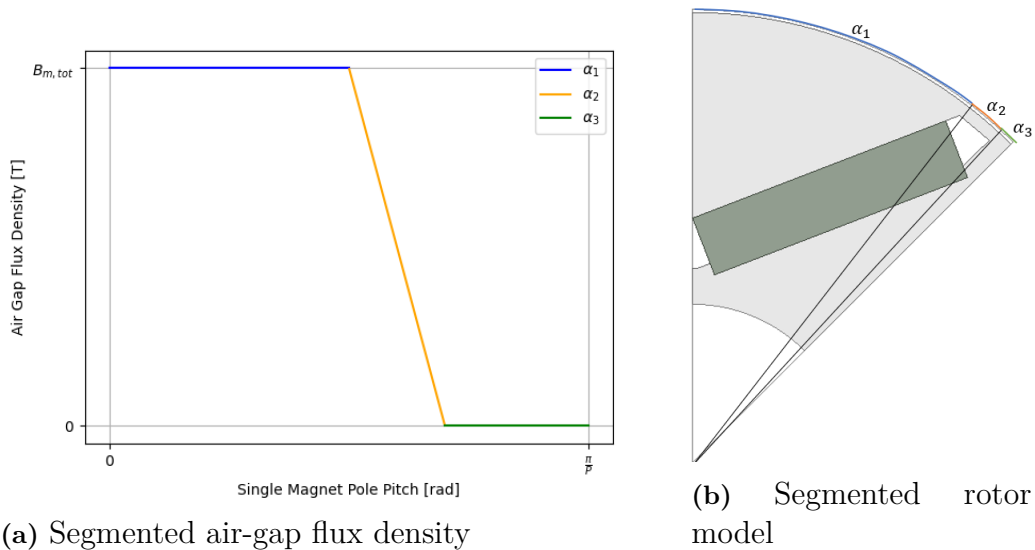 B_{m,tot}
0
Air Gap Flux Density [T]
α_1
α_2
α_3
0
\frac{π}{P}
Single Magnet Pole Pitch [rad]
(a) Segmented air-gap flux density
α_1
α_2
α_3
(b) Segmented rotor
model